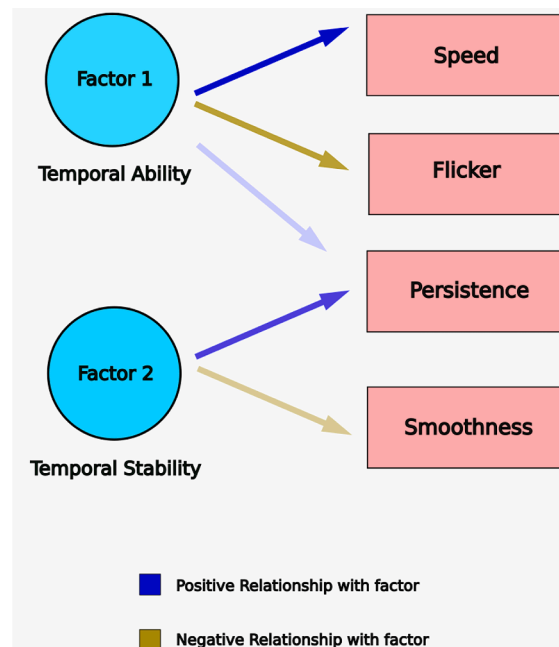 Factor 1
Temporal Ability
Speed
Flicker
Persistence
Factor 2
Temporal Stability
Smoothness
Positive Relationship with factor
Negative Relationship with factor